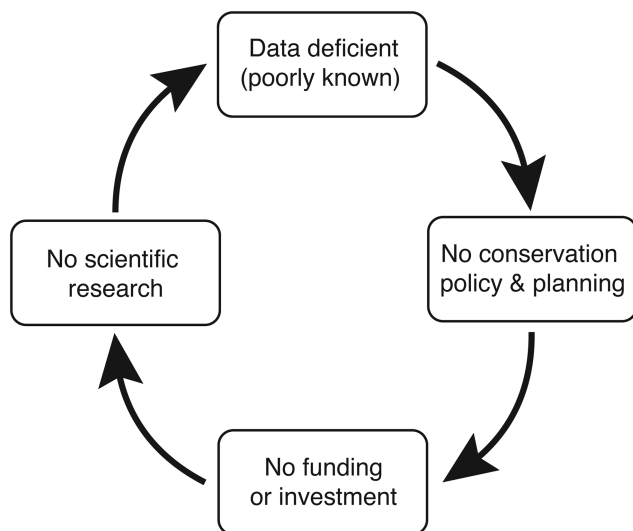 Data deficient
(poorly known)
No conservation
policy & planning
No funding
or investment
No scientific
research